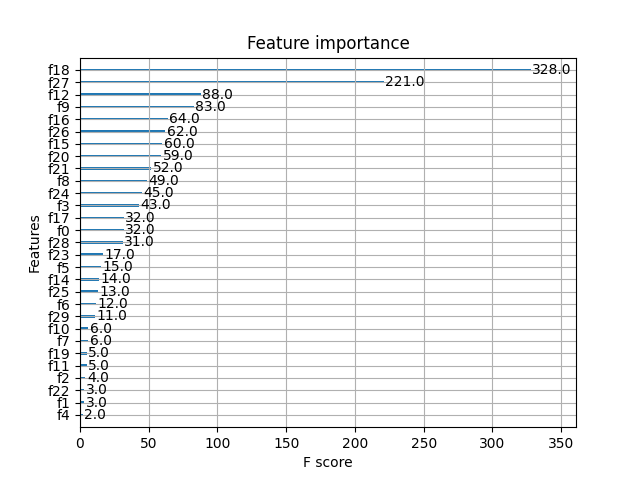 Feature importance
Features
f18 328.0
f27 221.0
f12 88.0
f9 83.0
f16 64.0
f26 62.0
f15 60.0
f20 59.0
f21 52.0
f8 49.0
f24 45.0
f3 43.0
f17 32.0
f0 32.0
f28 31.0
f23 17.0
f5 15.0
f14 14.0
f25 13.0
f6 12.0
f29 11.0
f10 6.0
f7 6.0
f19 5.0
f11 5.0
f2 4.0
f22 3.0
f1 3.0
f4 2.0
0 50 100 150 200 250 300 350
F score